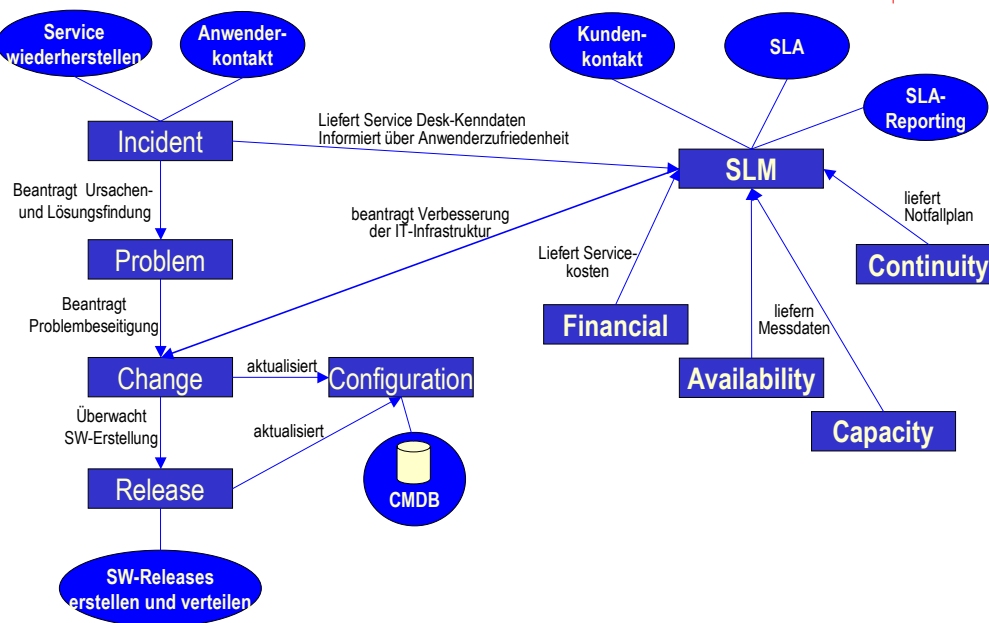 Service
wiederherstellen
Anwender-
kontakt
Kunden-
kontakt
SLA
SLA-
Reporting
Incident
Liefert Service Desk-Kenndaten
Informiert über Anwenderzufriedenheit
SLM
Beantragt Ursachen-
und Lösungsfindung
beantragt Verbesserung
der IT-Infrastruktur
liefert
Notfallplan
Problem
Liefert Service-
kosten
Continuity
Beantragt
Problembeseitigung
Financial
liefern
Messdaten
Change
aktualisiert
Configuration
Availability
Überwacht
SW-Erstellung
aktualisiert
Capacity
Release
CMDB
SW-Releases
erstellen und verteilen